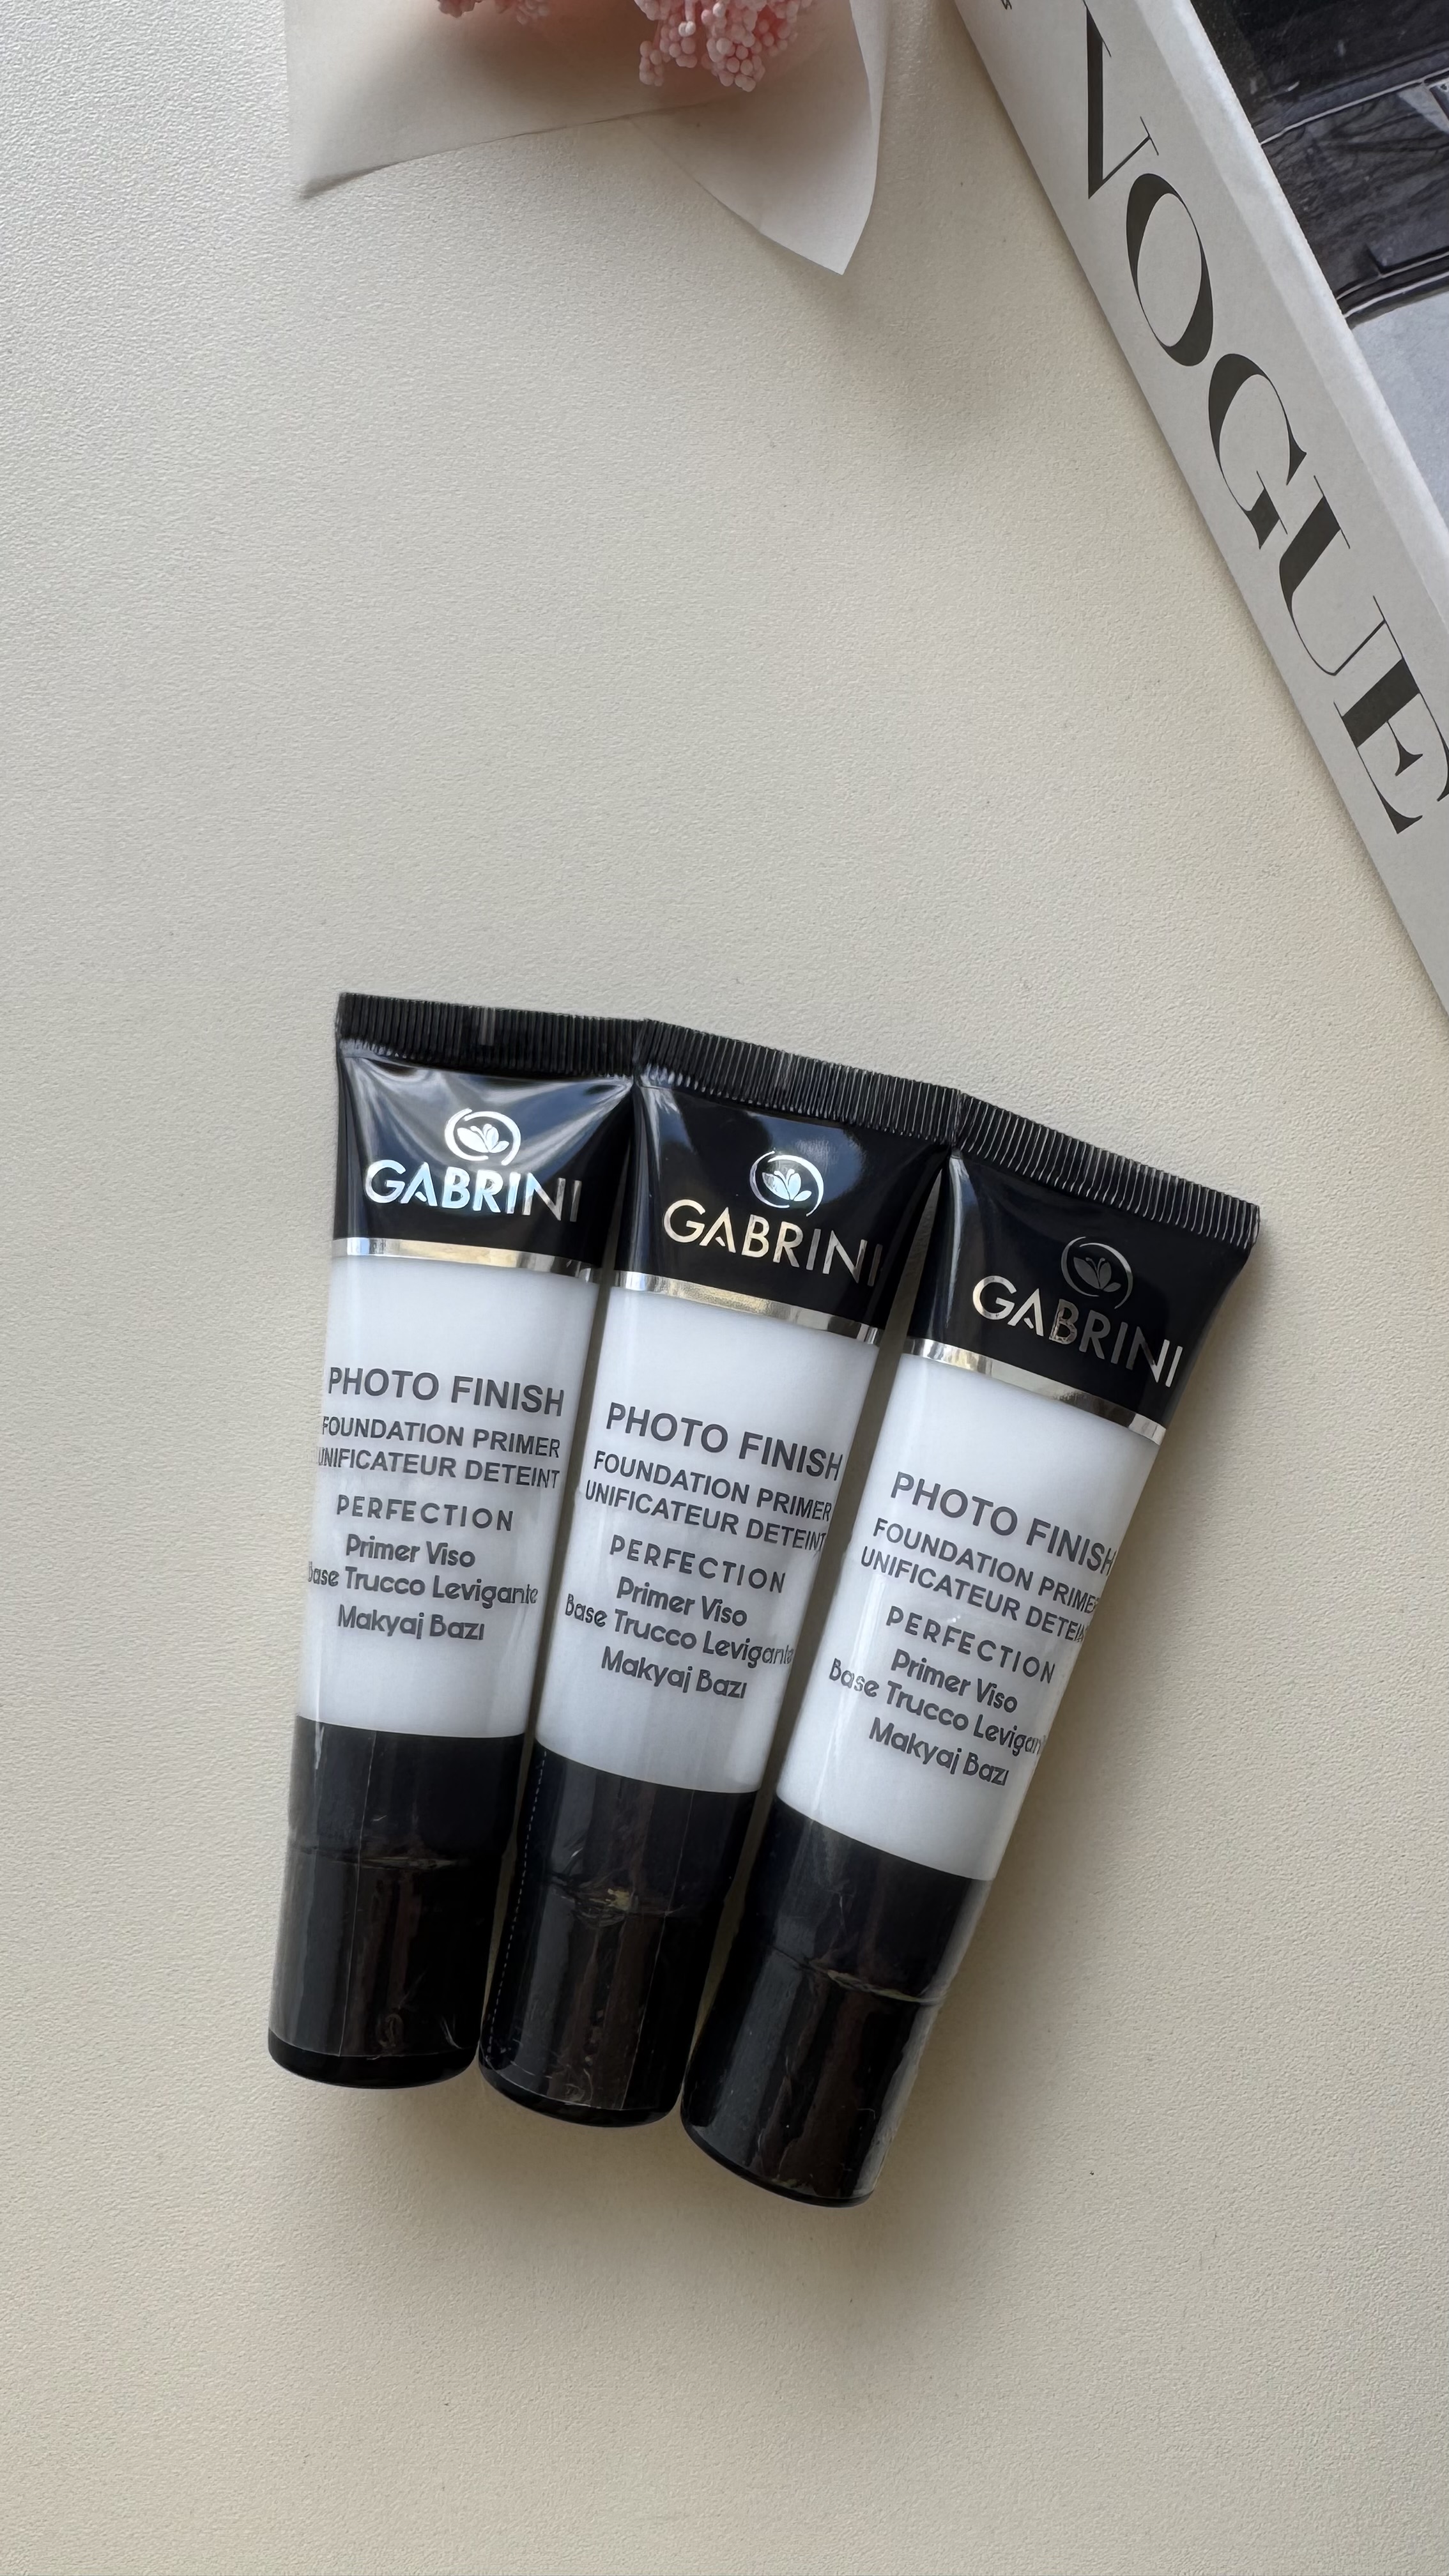 VOGUE
GABRINI
PHOTO FINISH
FOUNDATION PRIMER
UNIFICATEUR DETEINT
PERFECTION
Primer Viso
Base Trucco Levigante
Makyaj Bazı
GABRINI
PHOTO FINISH
FOUNDATION PRIMER
UNIFICATEUR DETEINT
PERFECTION
Primer Viso
Base Trucco Levigante
Makyaj Bazı
GABRINI
PHOTO FINISH
FOUNDATION PRIMER
UNIFICATEUR DETEINT
PERFECTION
Primer Viso
Base Trucco Levigante
Makyaj Bazı